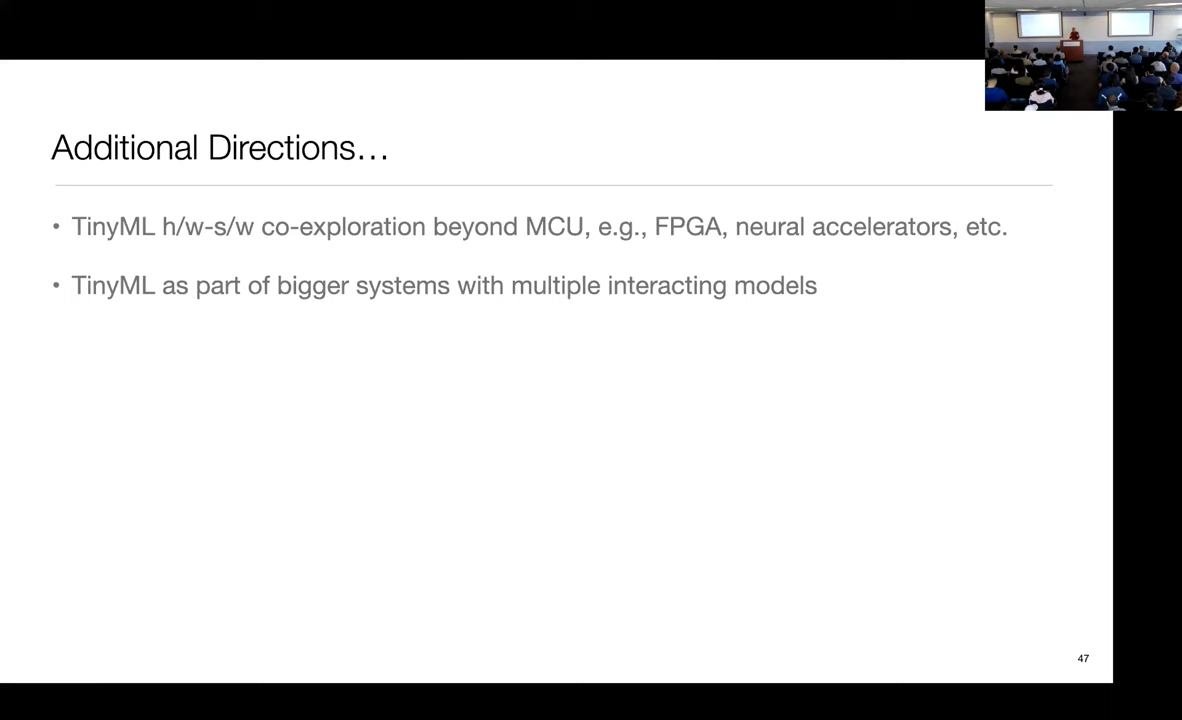 Additional Directions…
• TinyML h/w-s/w co-exploration beyond MCU, e.g., FPGA, neural accelerators, etc.
• TinyML as part of bigger systems with multiple interacting models
47